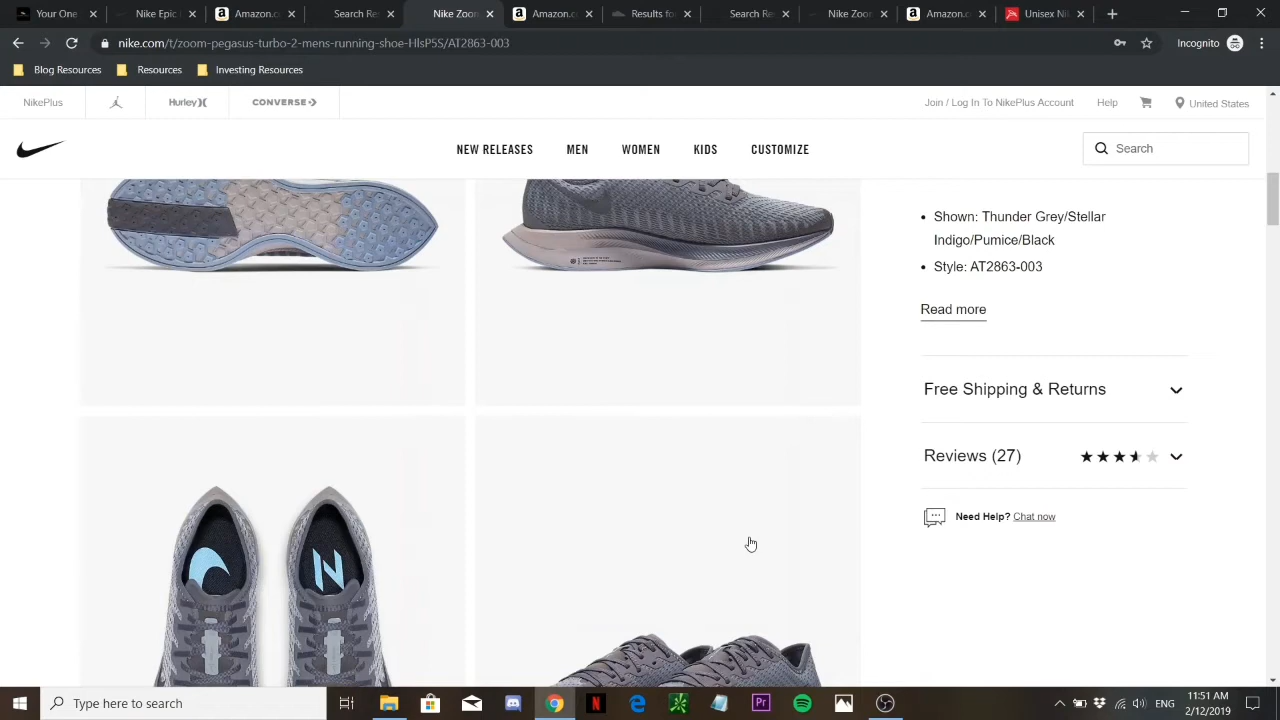 Your One
Nike Epic
Amazon.c
Search Re
Nike Zoon
Amazon.c
Results fo
Search Re
Nike Zoo
Amazon.c
Unisex Nik
nike.com/t/zoom-pegasus-turbo-2-mens-running-shoe-HlsP5S/AT2863-003
Incognito
Blog Resources
Resources
Investing Resources
NikePlus
Hurley
CONVERSE
Join / Log In To NikePlus Account
Help
United States
NEW RELEASES
MEN
WOMEN
KIDS
CUSTOMIZE
Search
• Shown: Thunder Grey/Stellar
Indigo/Pumice/Black
• Style: AT2863-003
Read more
Free Shipping & Returns
Reviews (27)
Need Help? Chat now
Type here to search
N
Pr
ENG
11:51 AM
2/12/2019